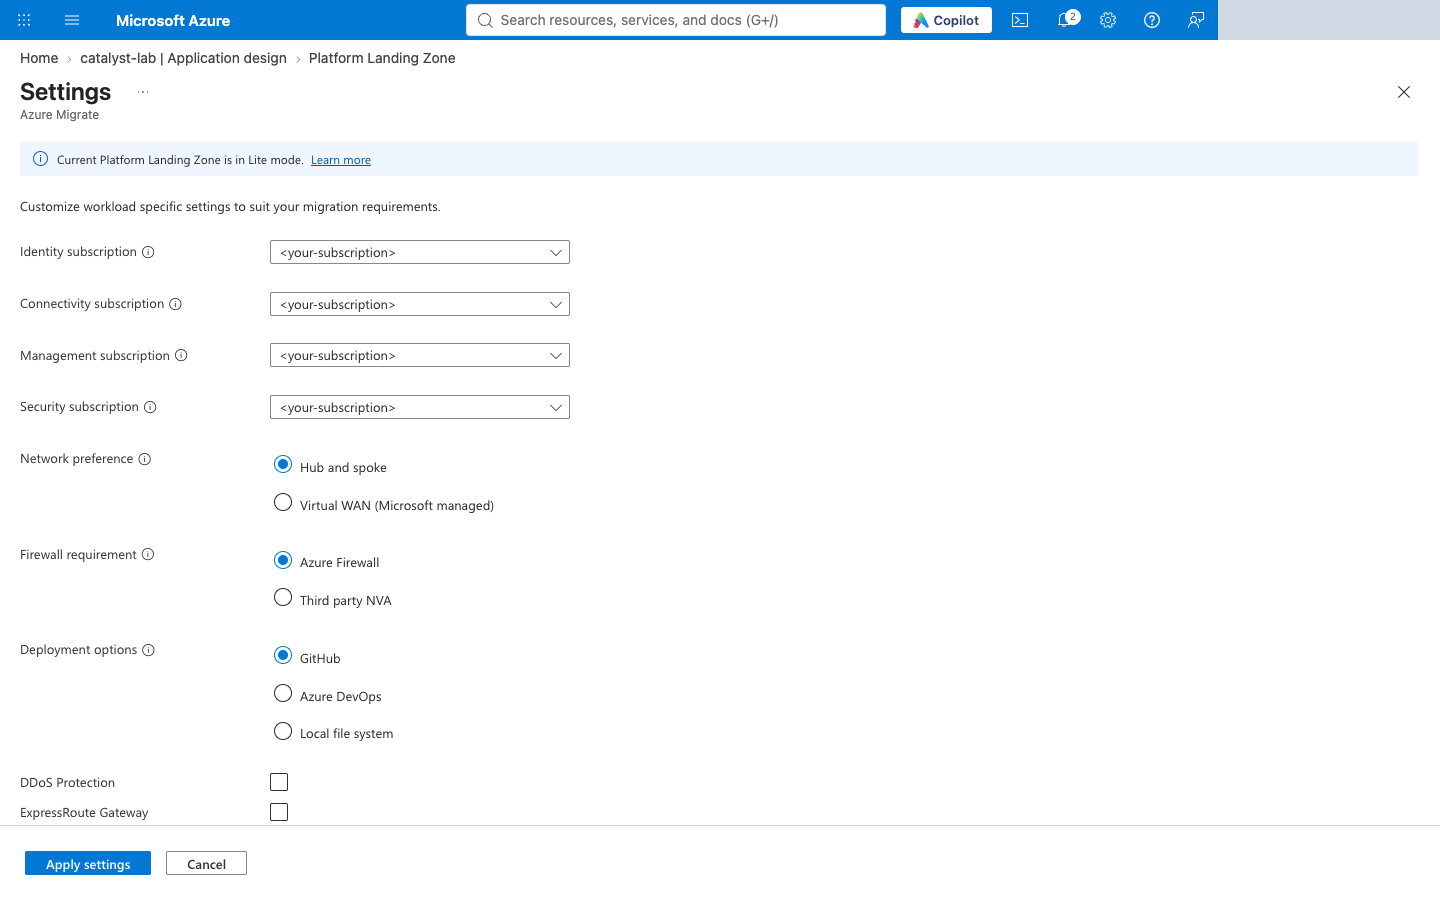 Microsoft Azure
Search resources, services, and docs (G+/)
Copilot
2
Home > catalyst-lab | Application design > Platform Landing Zone
Settings ...
Azure Migrate
Current Platform Landing Zone is in Lite mode. Learn more
Customize workload specific settings to suit your migration requirements.
Identity subscription
<your-subscription>
Connectivity subscription
<your-subscription>
Management subscription
<your-subscription>
Security subscription
<your-subscription>
Network preference
Hub and spoke
Virtual WAN (Microsoft managed)
Firewall requirement
Azure Firewall
Third party NVA
Deployment options
GitHub
Azure DevOps
Local file system
DDoS Protection
ExpressRoute Gateway
Apply settings
Cancel